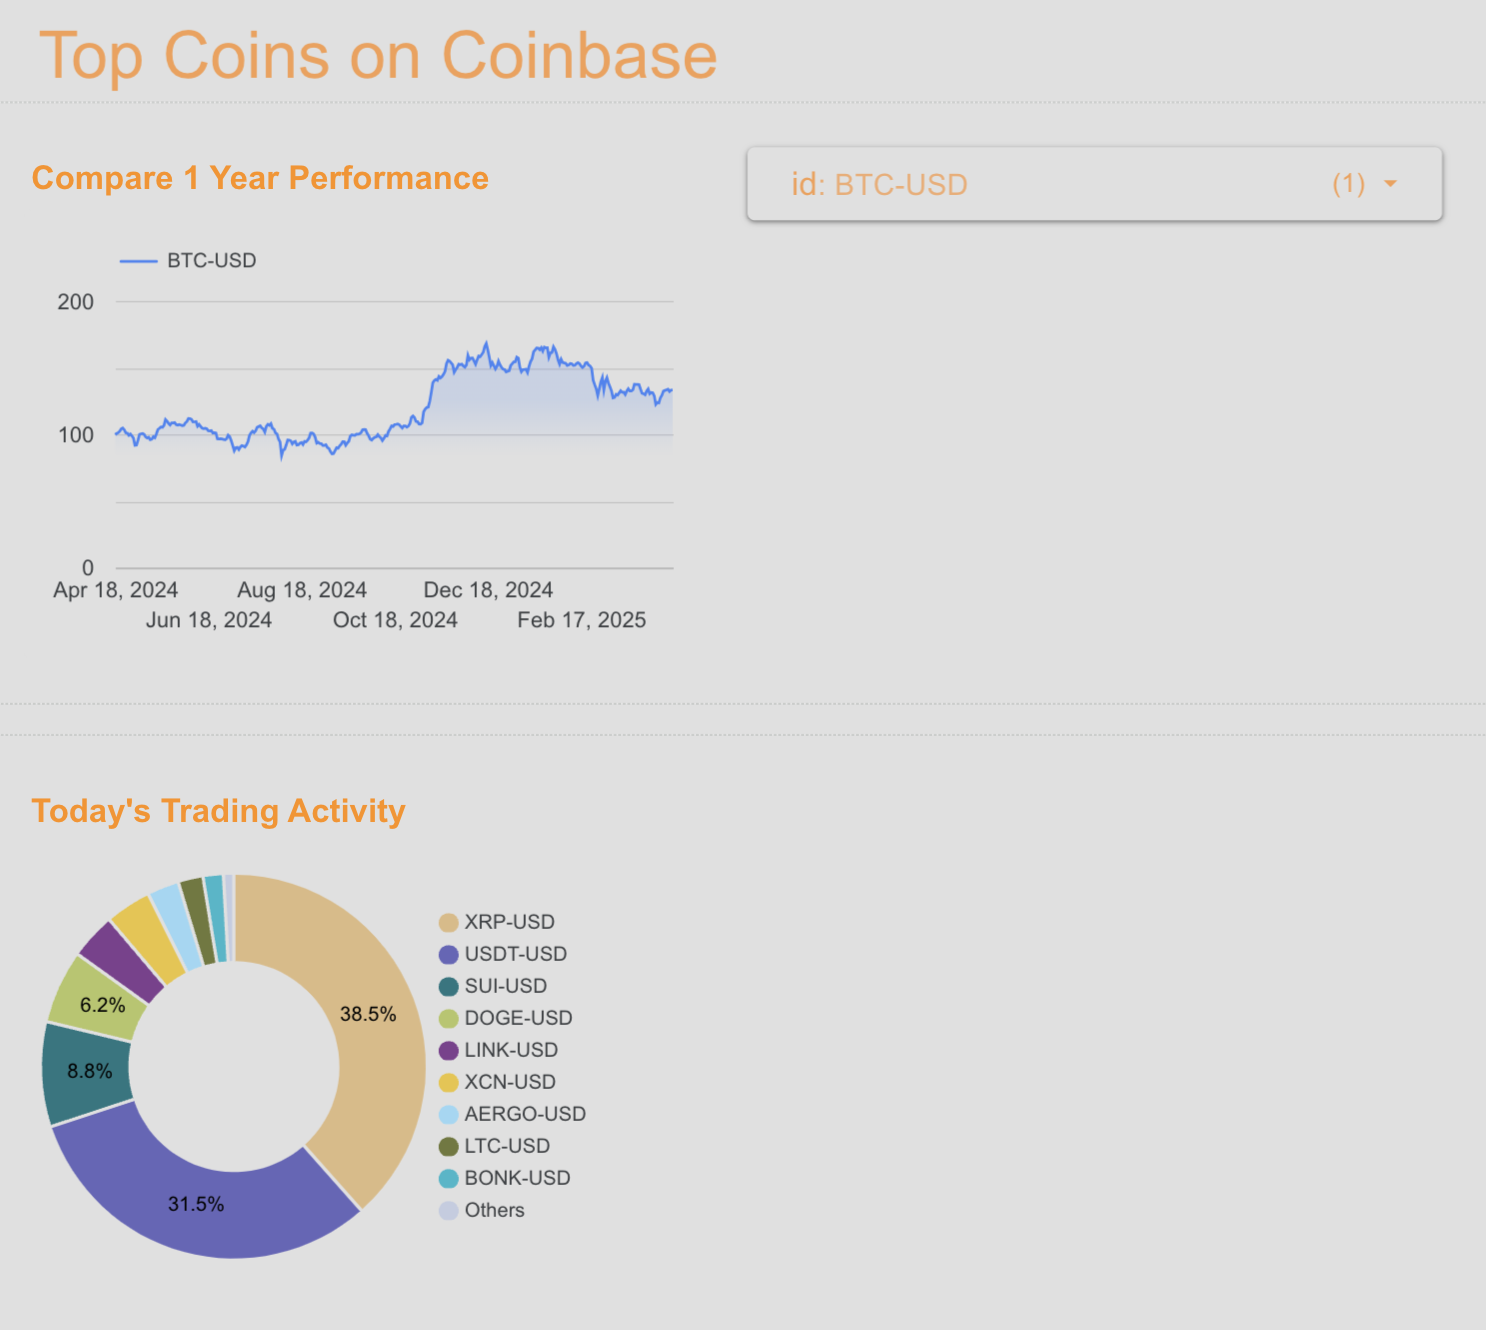 Top Coins on Coinbase
Compare 1 Year Performance
id: BTC-USD (1)
BTC-USD
200
100
0
Apr 18, 2024
Jun 18, 2024
Aug 18, 2024
Oct 18, 2024
Dec 18, 2024
Feb 17, 2025
Today's Trading Activity
38.5%
31.5%
8.8%
6.2%
XRP-USD
USDT-USD
SUI-USD
DOGE-USD
LINK-USD
XCN-USD
AERGO-USD
LTC-USD
BONK-USD
Others